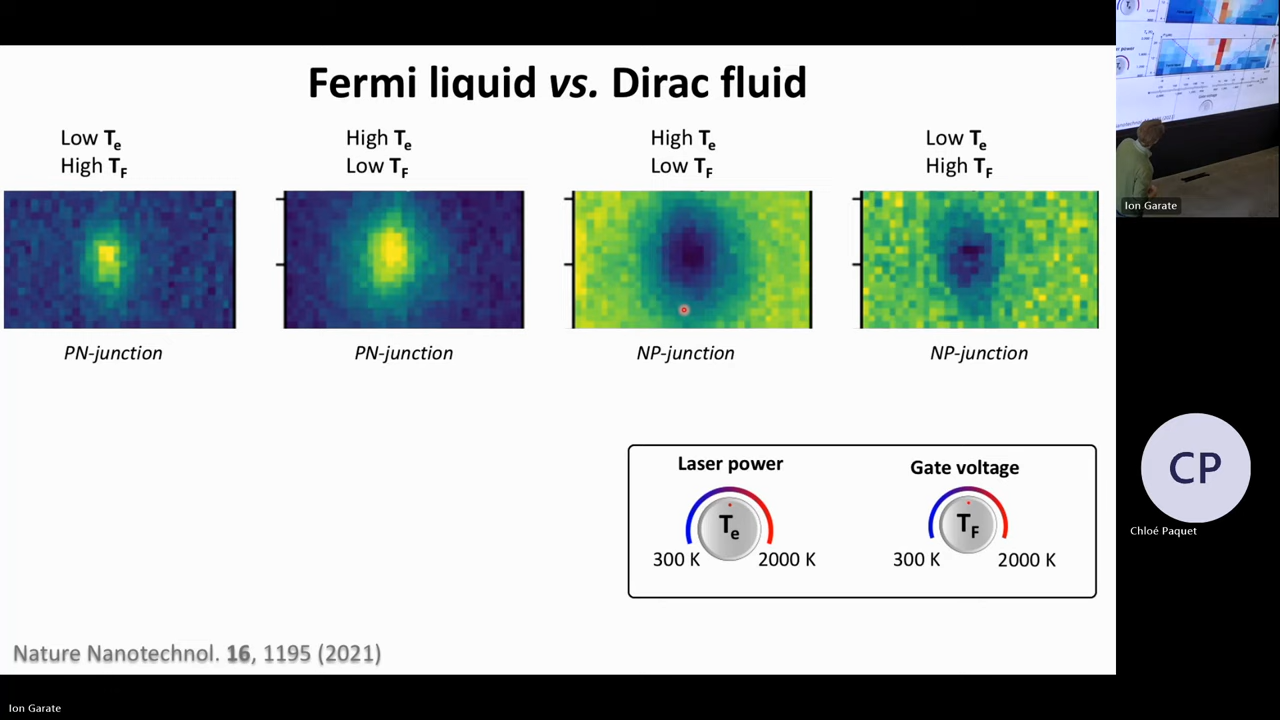 Fermi liquid vs. Dirac fluid
Low Te
High TF
High Te
Low TF
High Te
Low TF
Low Te
High TF
PN-junction
PN-junction
NP-junction
NP-junction
Laser power
Te
300 K
2000 K
Gate voltage
TF
300 K
2000 K
Nature Nanotechnol. 16, 1195 (2021)
Ion Garate
Ion Garate
CP
Chloé Paquet